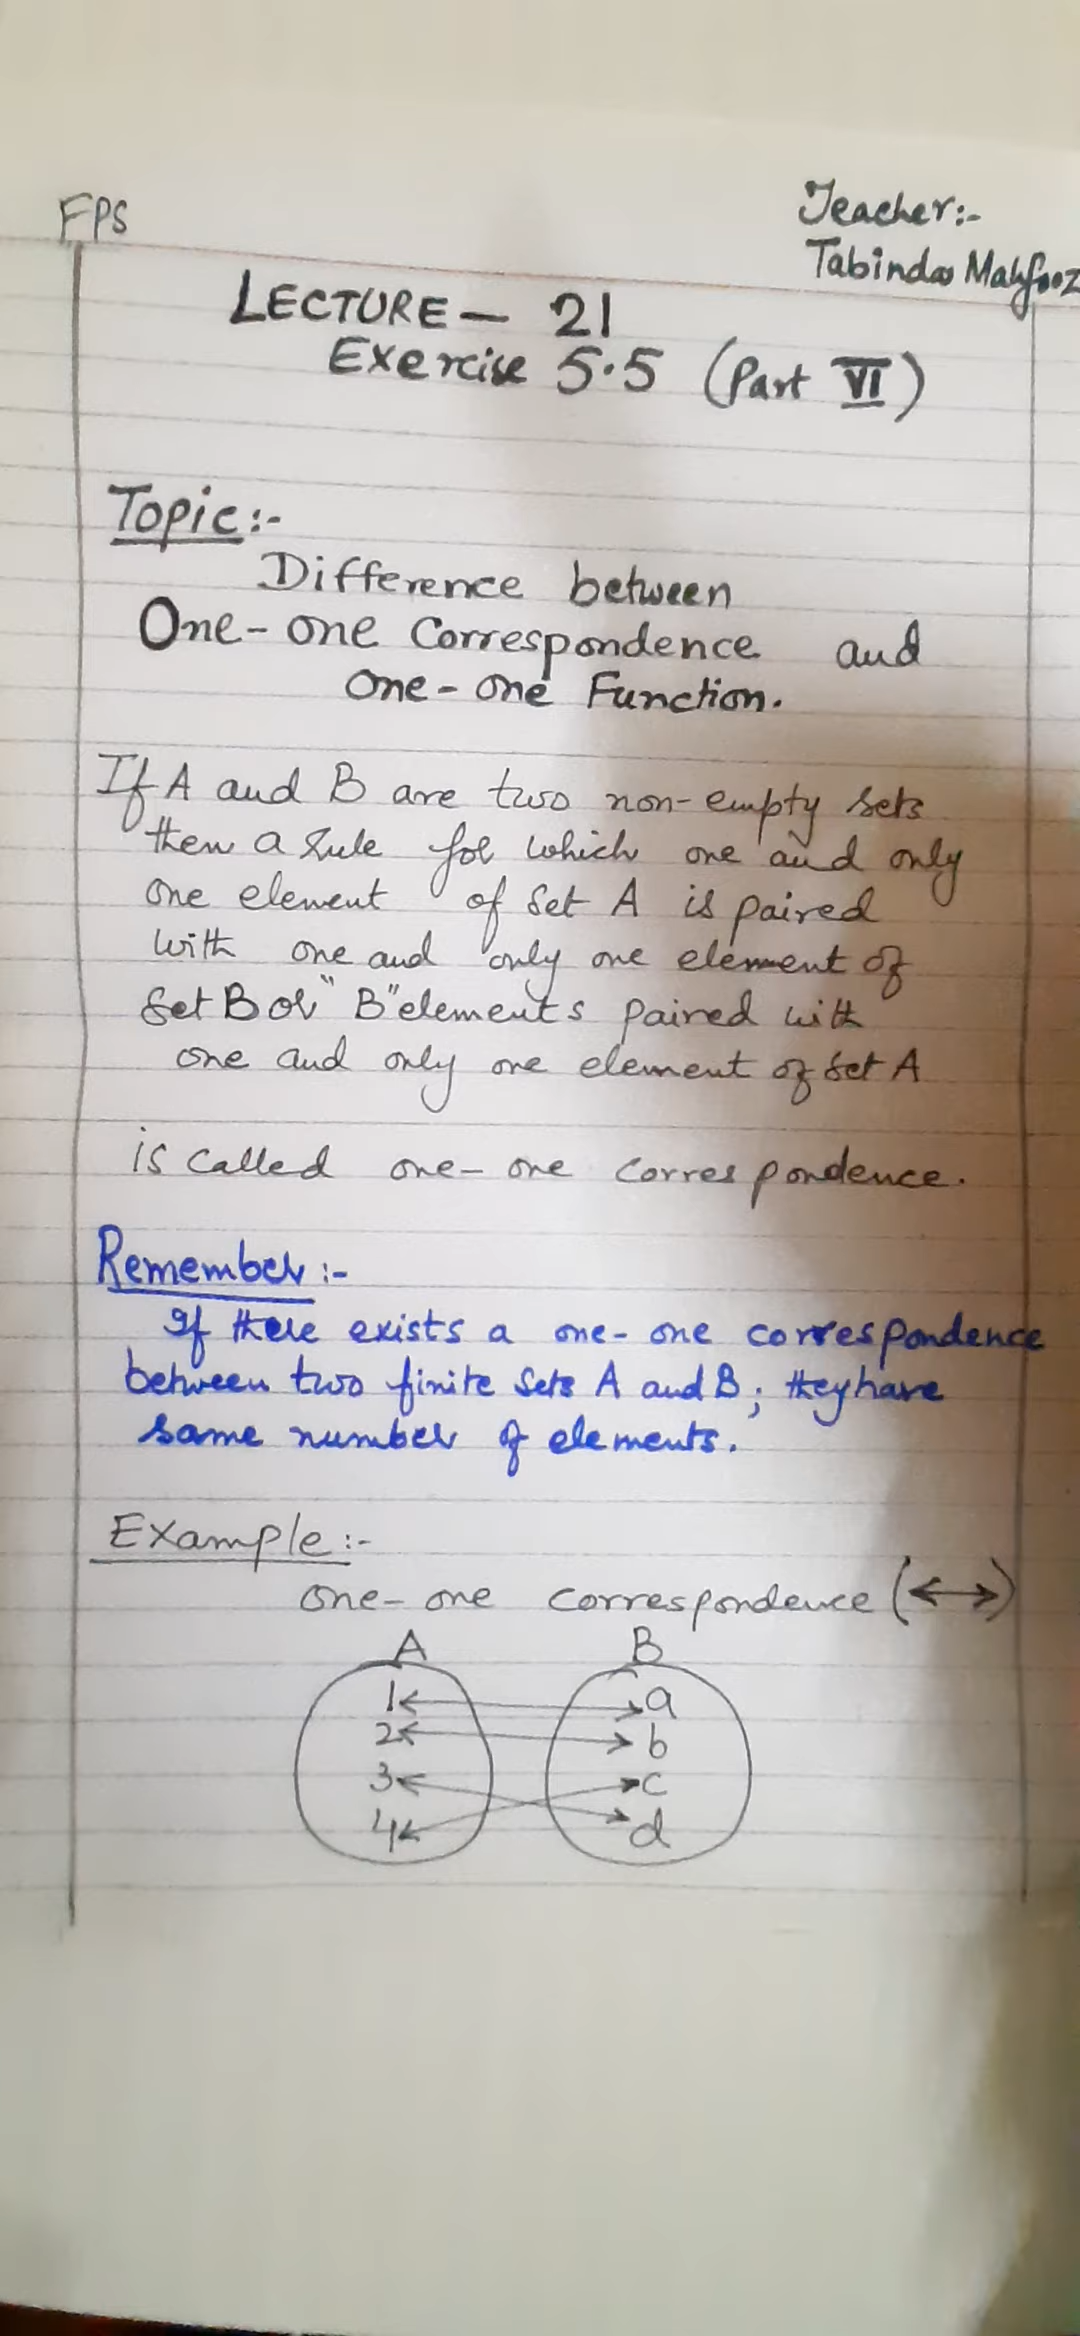 FPS
Teacher:-
Tabinda Mahfooz
LECTURE - 21
Exercise 5.5 (Part VI)
Topic:-
Difference between
One-one Correspondence and
one-one Function.
If A and B are two non-empty sets
then a rule for which one and only
one element of set A is paired
with one and only one element of
set B or "B" elements paired with
one and only one element of set A
is called one-one correspondence.
Remember:-
If there exists a one-one correspondence
between two finite sets A and B; they have
same number of elements.
Example:-
one-one correspondence (↔)
A B
1 a
2 b
3 c
4 d